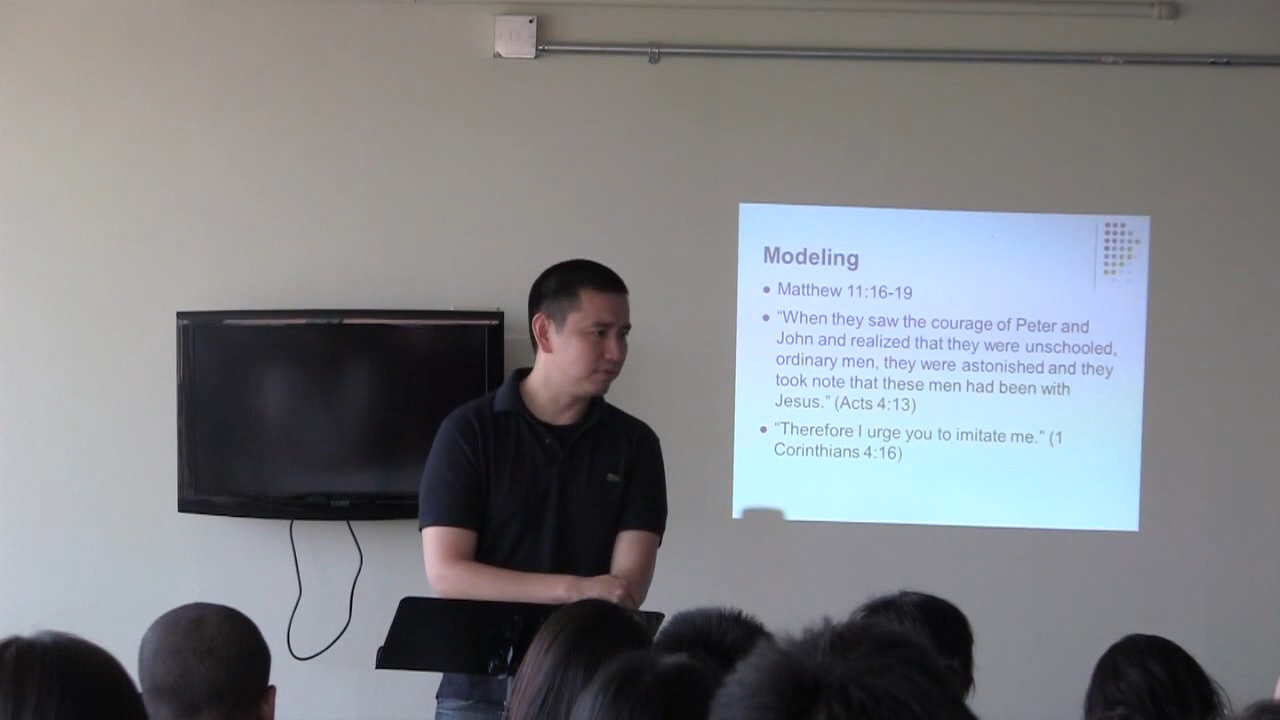 Modeling
Matthew 11:16-19
"When they saw the courage of Peter and
John and realized that they were unschooled,
ordinary men, they were astonished and they
took note that these men had been with
Jesus." (Acts 4:13)
"Therefore I urge you to imitate me." (1
Corinthians 4:16)